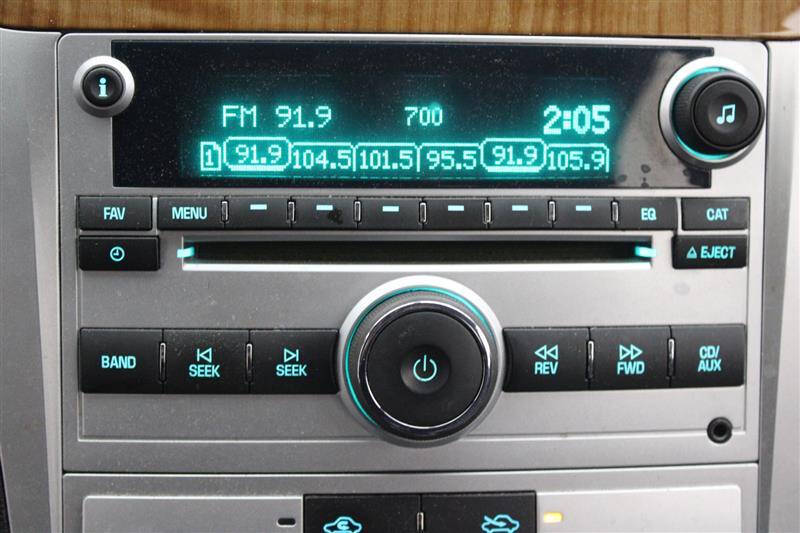 i
FM 91.9 700 2:05
1 91.9 104.5 101.5 95.5 91.9 105.9
FAV MENU EQ CAT
EJECT
BAND SEEK SEEK REV FWD CD/
AUX